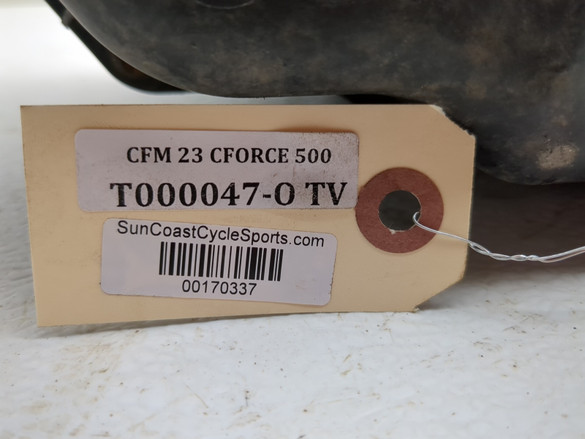 CFM 23 CFORCE 500
T000047-O TV
SunCoastCycleSports.com
00170337